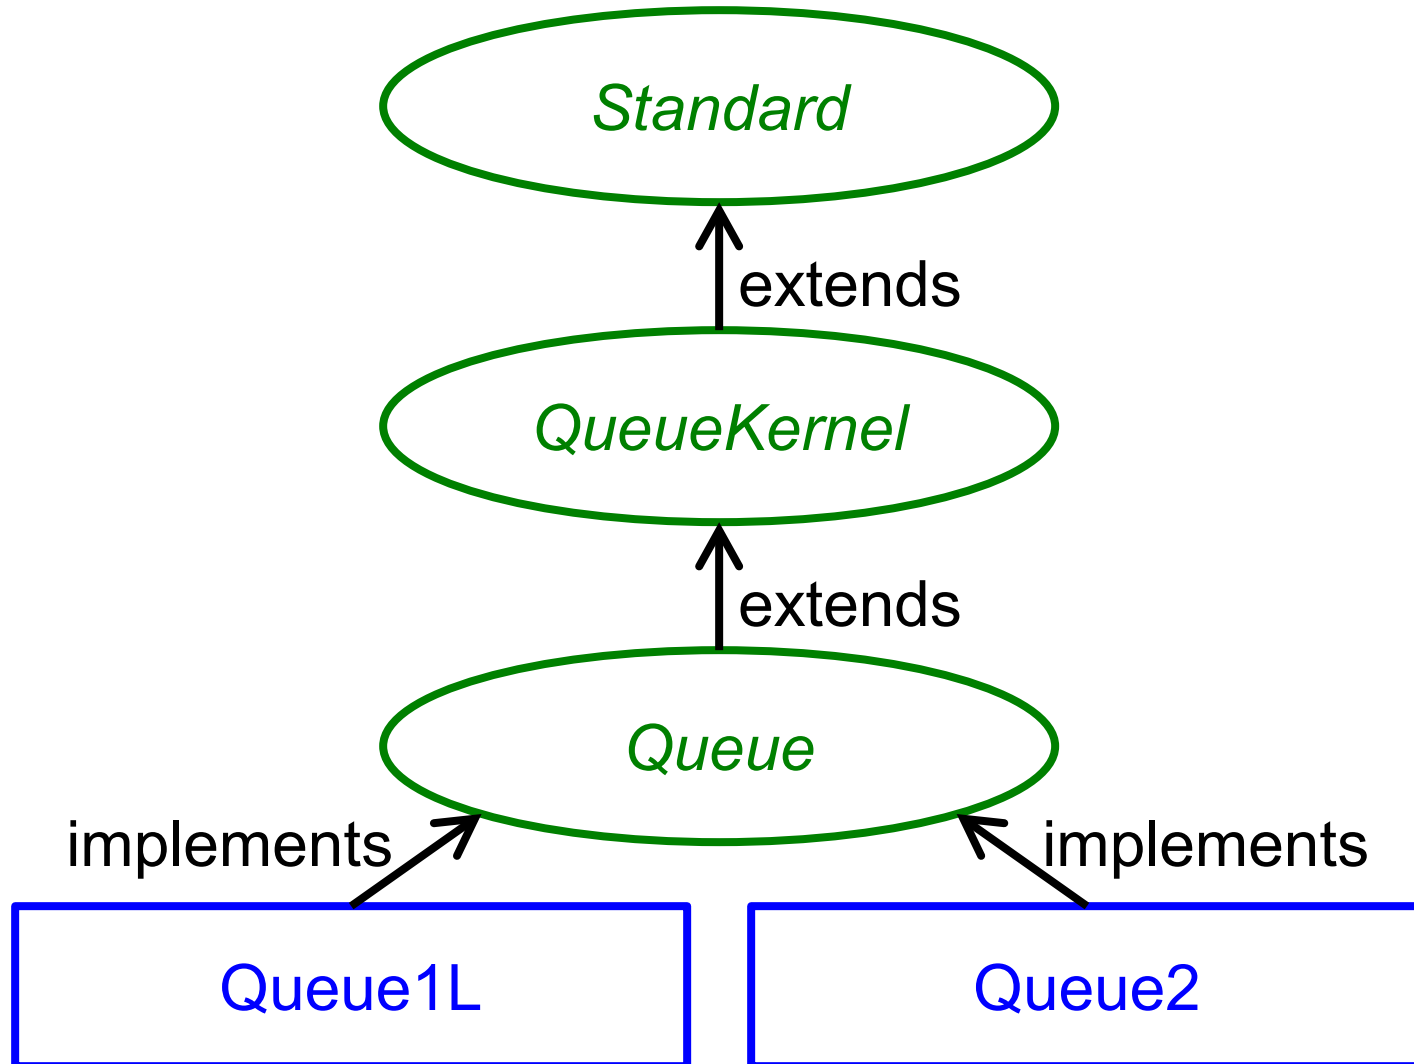 Standard
extends
QueueKernel
extends
Queue
implements
implements
Queue1L
Queue2